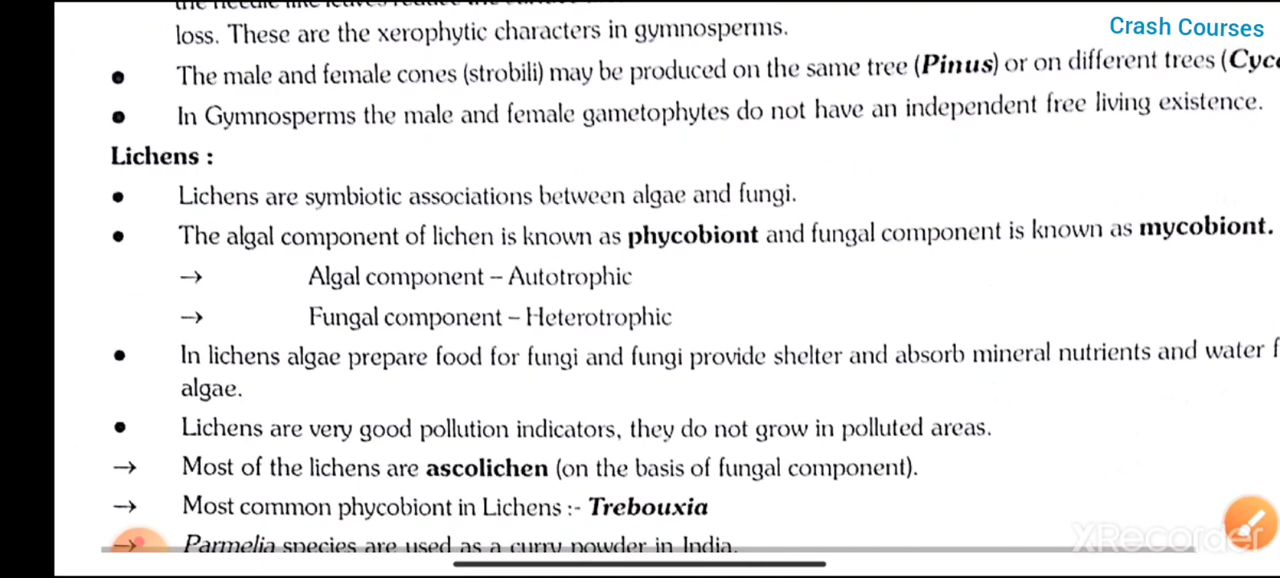 Crash Courses
loss. These are the xerophytic characters in gymnosperms.
• The male and female cones (strobili) may be produced on the same tree (Pinus) or on different trees (Cyc
• In Gymnosperms the male and female gametophytes do not have an independent free living existence.
Lichens :
• Lichens are symbiotic associations between algae and fungi.
• The algal component of lichen is known as phycobiont and fungal component is known as mycobiont.
→ Algal component – Autotrophic
→ Fungal component – Heterotrophic
• In lichens algae prepare food for fungi and fungi provide shelter and absorb mineral nutrients and water f
algae.
• Lichens are very good pollution indicators, they do not grow in polluted areas.
→ Most of the lichens are ascolichen (on the basis of fungal component).
→ Most common phycobiont in Lichens :- Trebouxia
→ Parmelia species are used as a curry powder in India.
XRecorder